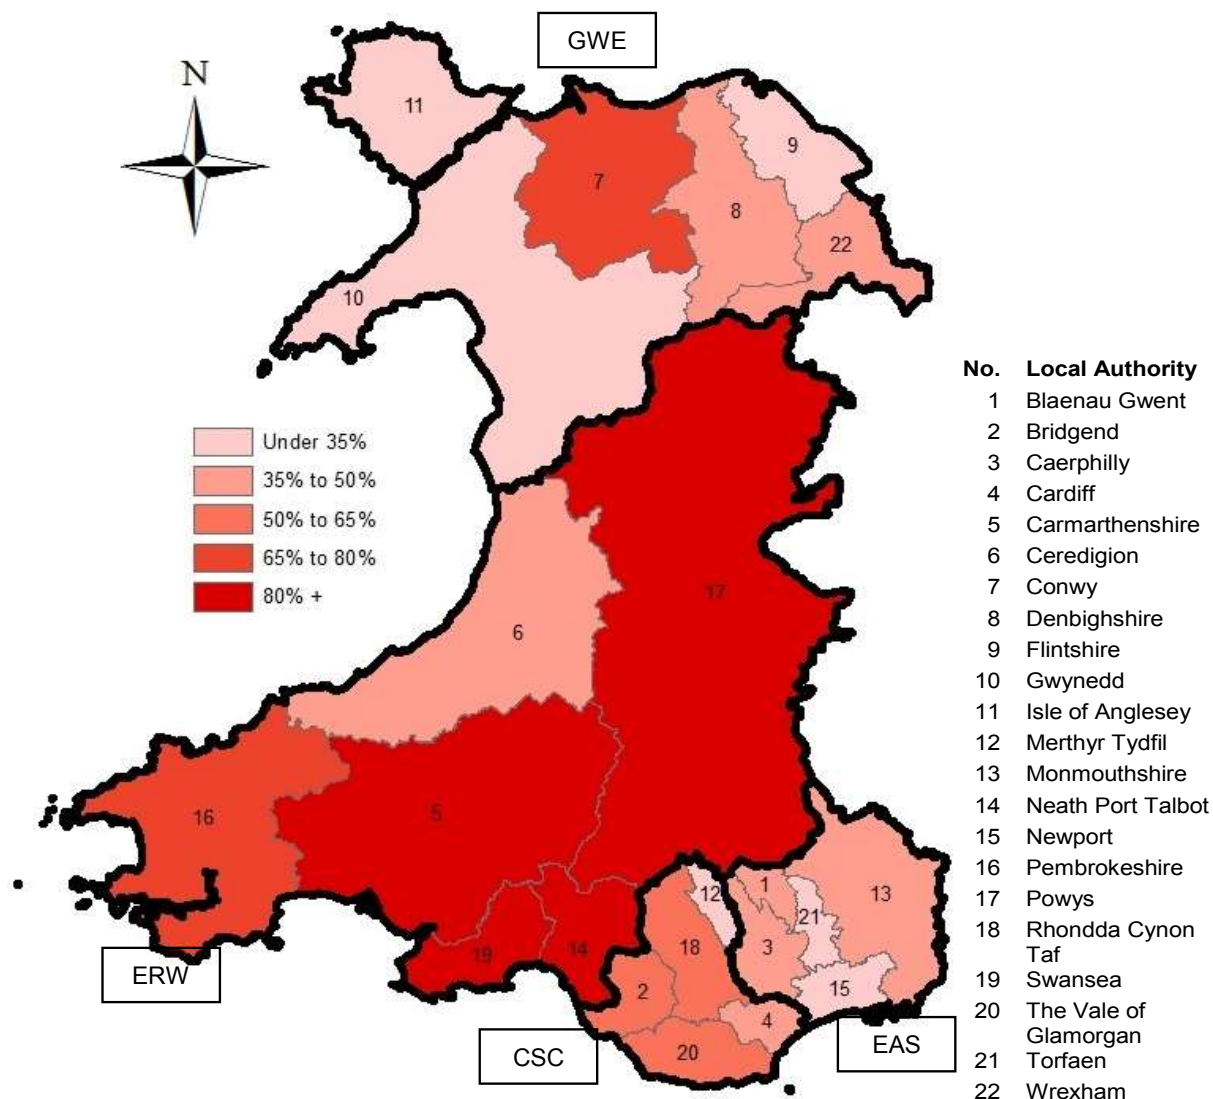 GWE
N
11
9
7
8
22
10
Under 35%
35% to 50%
50% to 65%
65% to 80%
80% +
17
6
16
5
12
1
13
21
18
3
19
14
2
15
4
20
ERW
CSC
EAS
No. Local Authority
1 Blaenau Gwent
2 Bridgend
3 Caerphilly
4 Cardiff
5 Carmarthenshire
6 Ceredigion
7 Conwy
8 Denbighshire
9 Flintshire
10 Gwynedd
11 Isle of Anglesey
12 Merthyr Tydfil
13 Monmouthshire
14 Neath Port Talbot
15 Newport
16 Pembrokeshire
17 Powys
18 Rhondda Cynon
Taf
19 Swansea
20 The Vale of
Glamorgan
21 Torfaen
22 Wrexham